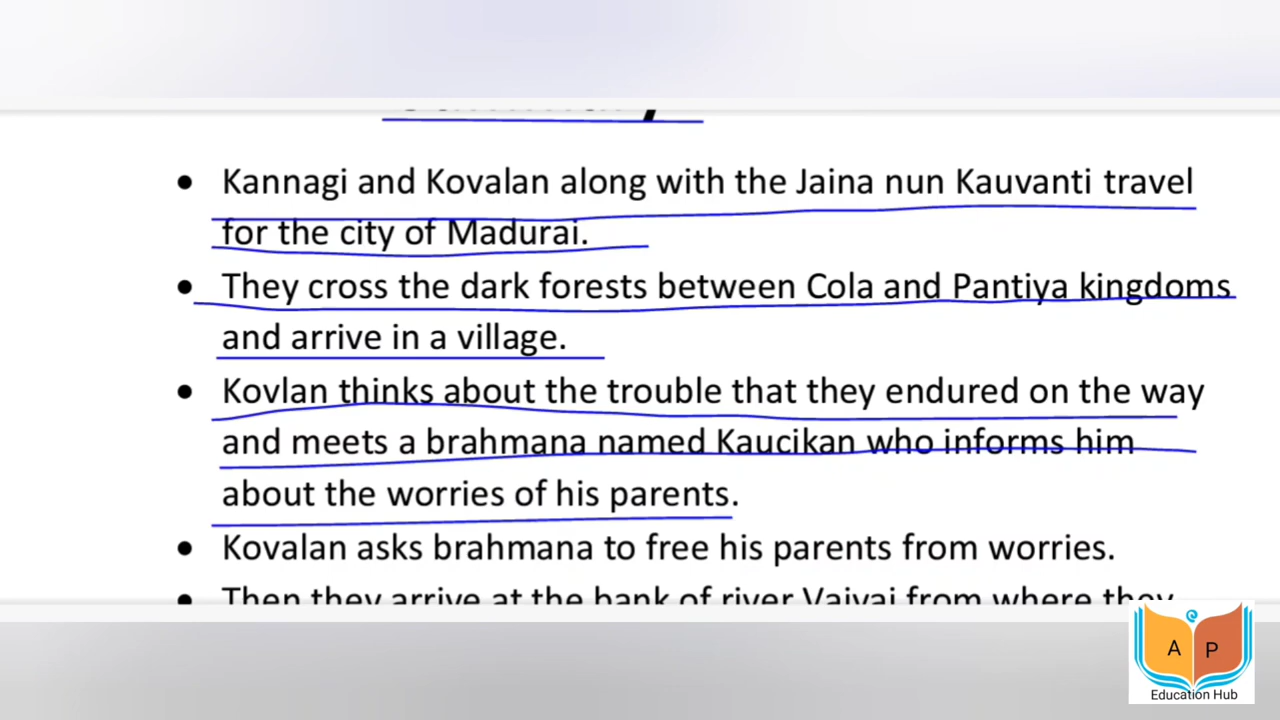 • Kannagi and Kovalan along with the Jaina nun Kauvanti travel
for the city of Madurai.
• They cross the dark forests between Cola and Pantiya kingdoms
and arrive in a village.
• Kovlan thinks about the trouble that they endured on the way
and meets a brahmana named Kaucikan who informs him
about the worries of his parents.
• Kovalan asks brahmana to free his parents from worries.
• Then they arrive at the bank of river Vaivai from where they
A P
Education Hub